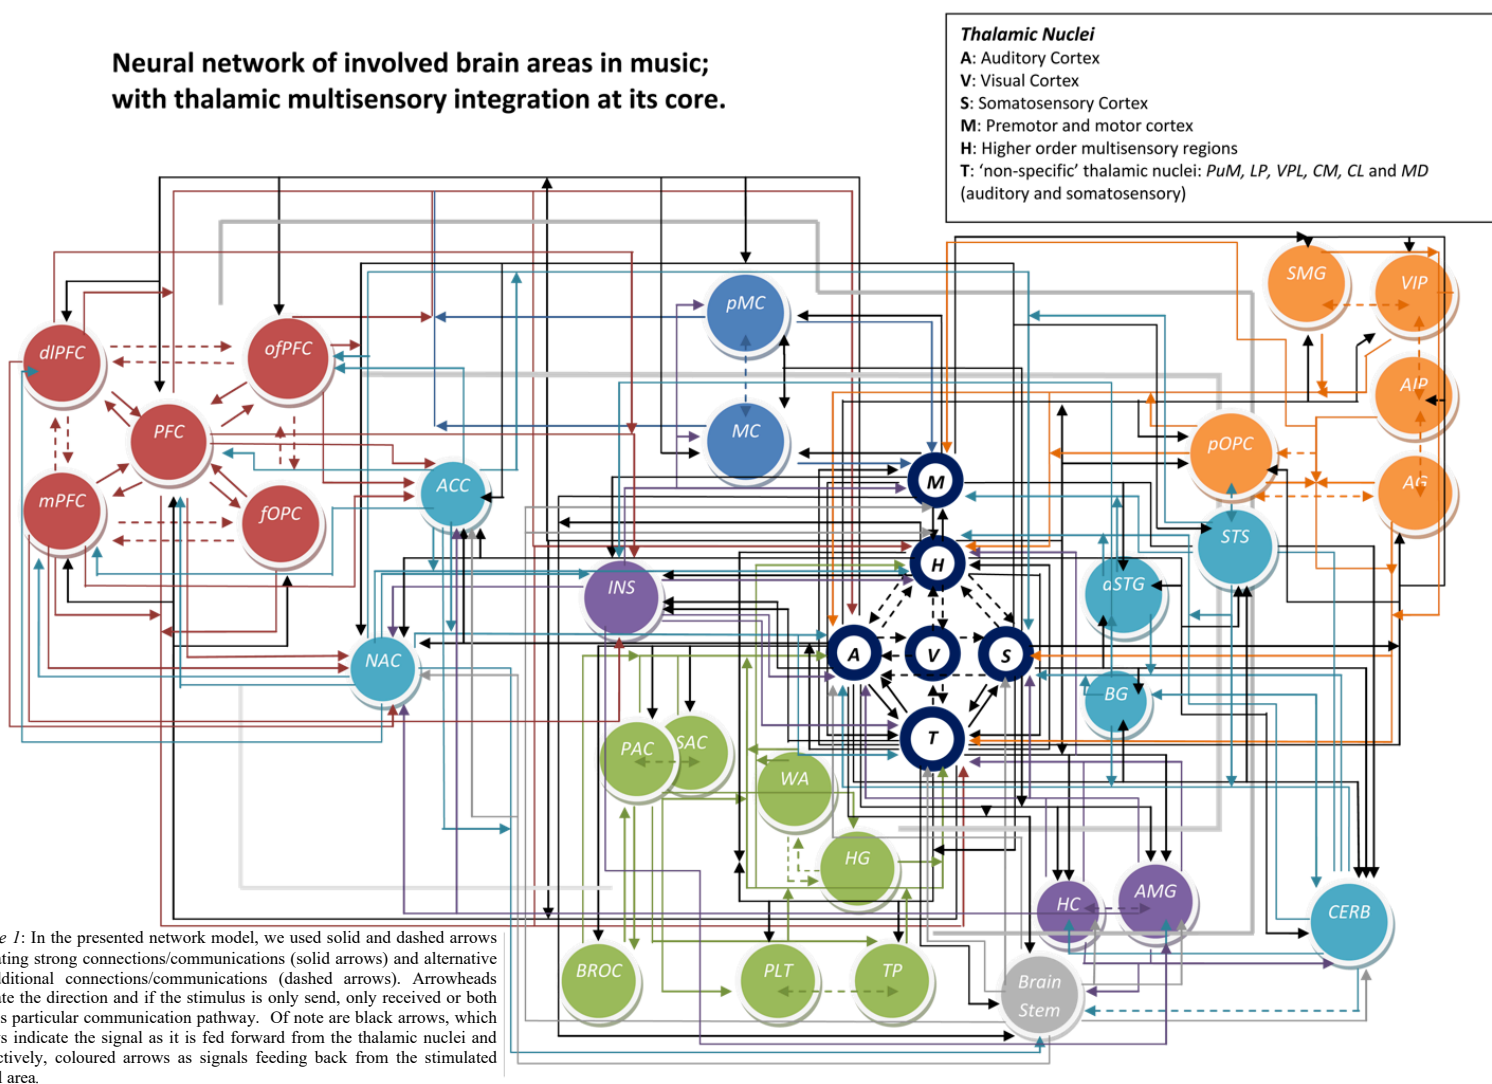 Neural network of involved brain areas in music;
with thalamic multisensory integration at its core.
Thalamic Nuclei
A: Auditory Cortex
V: Visual Cortex
S: Somatosensory Cortex
M: Premotor and motor cortex
H: Higher order multisensory regions
T: ‘non-specific’ thalamic nuclei: PuM, LP, VPL, CM, CL and MD
(auditory and somatosensory)
SMG
VIP
pMC
dlPFC
ofPFC
AIP
PFC
MC
pOPC
mPFC
fOPC
ACC
M
AG
STS
H
INS
aSTG
NAC
A
V
S
BG
PAC
SAC
T
WA
HG
HC
AMG
CERB
BROC
PLT
TP
Brain
Stem
e 1: In the presented network model, we used solid and dashed arrows
ating strong connections/communications (solid arrows) and alternative
dditional connections/communications (dashed arrows). Arrowheads
ate the direction and if the stimulus is only send, only received or both
s particular communication pathway. Of note are black arrows, which
s indicate the signal as it is fed forward from the thalamic nuclei and
ctively, coloured arrows as signals feeding back from the stimulated
l area.